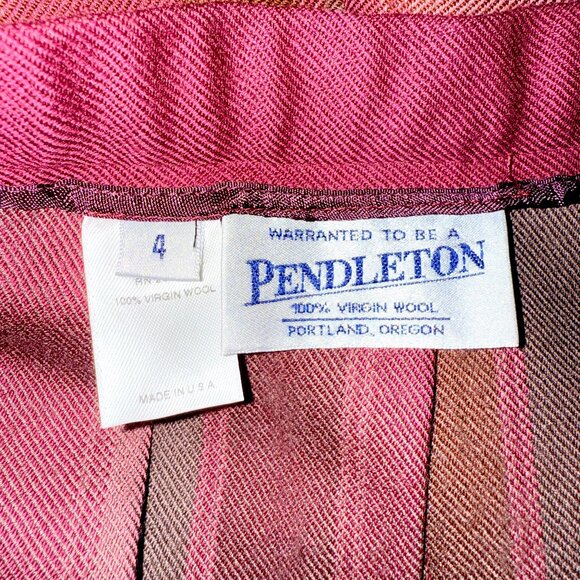 4
100% VIRGIN WOOL
MADE IN U.S.A.
WARRANTED TO BE A
PENDLETON
100% VIRGIN WOOL
PORTLAND, OREGON